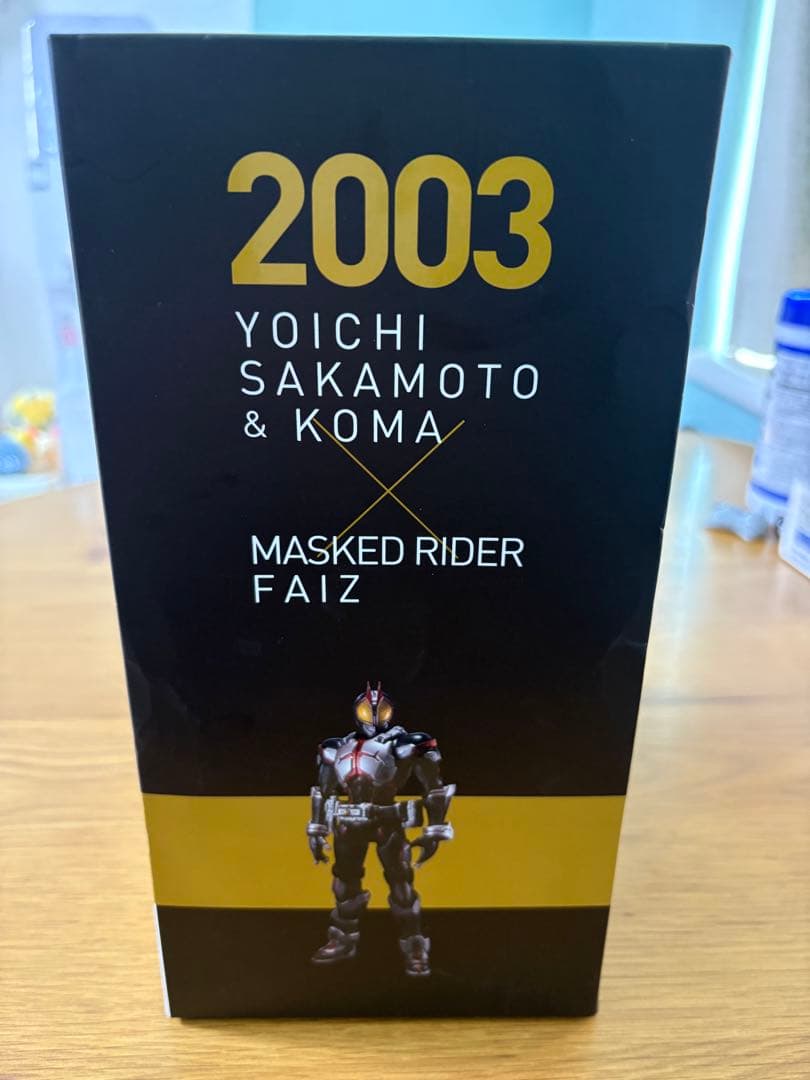 2003
YOICHI
SAKAMOTO
& KOMA
MASKED RIDER
FAIZ